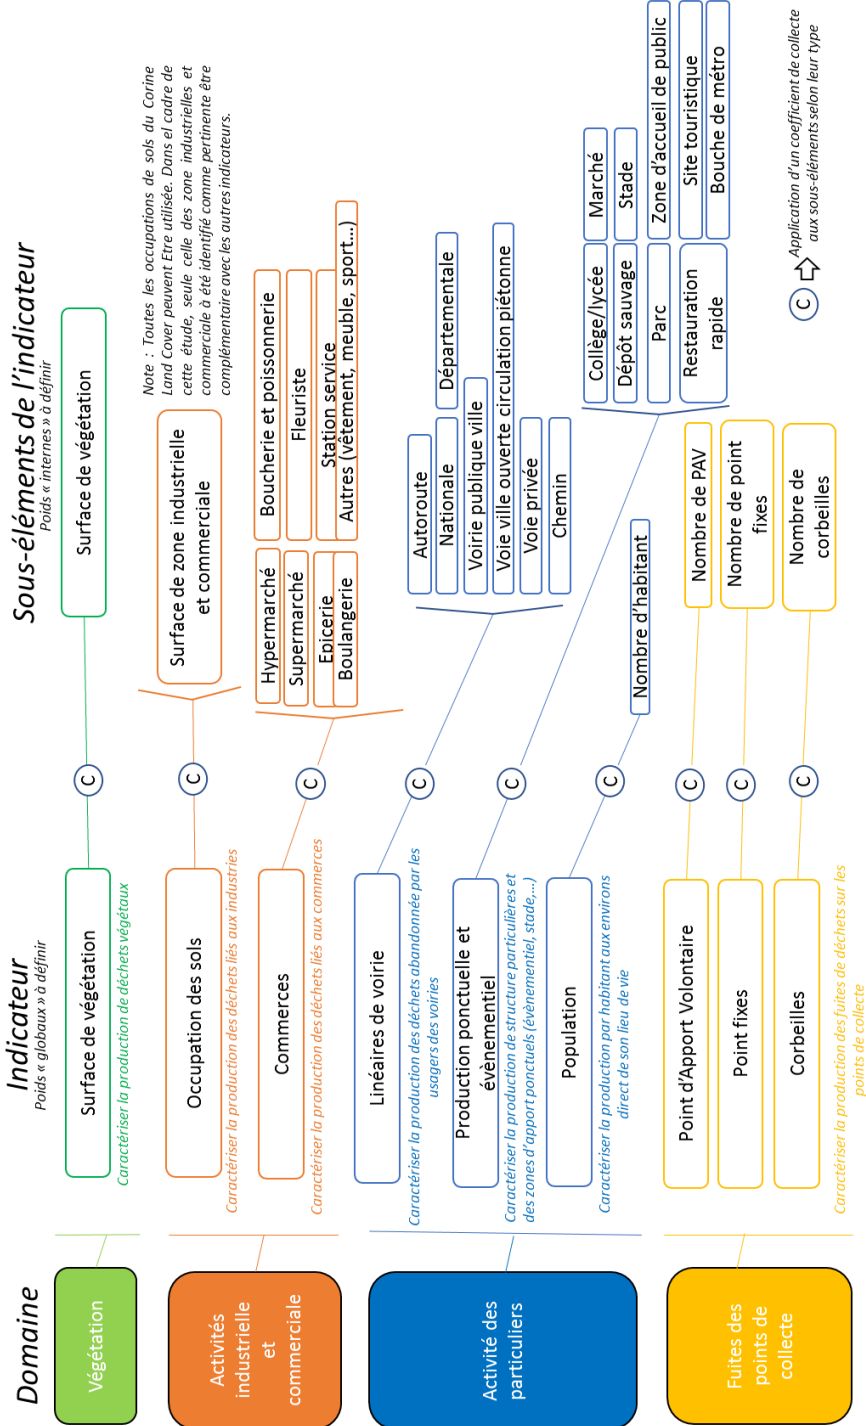 Domaine
Indicateur
Poids « globaux » à définir
Sous-éléments de l'indicateur
Poids « internes » à définir
Végétation
Surface de végétation
Caractériser la production de déchets végétaux
C
Surface de végétation
Note : Toutes les occupations de sols du Corine
Land Cover peuvent Etre utilisée. Dans el cadre de
cette étude, seule celle des zone industrielles et
commerciale à été identifié comme pertinente être
complémentaire avec les autres indicateurs.
Activités
industrielle
et
commerciale
Occupation des sols
Caractériser la production des déchets liés aux industries
C
Surface de zone industrielle
et commerciale
Commerces
Caractériser la production des déchets liés aux commerces
C
Hypermarché
Supermarché
Epicerie
Boulangerie
Boucherie et poissonnerie
Fleuriste
Station service
Autres (vêtement, meuble, sport…)
Activité des
particuliers
Linéaires de voirie
Caractériser la production des déchets abandonnée par les
usagers des voiries
C
Autoroute
Nationale
Départementale
Voirie publique ville
Voie ville ouverte circulation piétonne
Voie privée
Chemin
Production ponctuelle et
évènementiel
Caractériser la production de structure particulières et
des zones d'apport ponctuels (évènementiel, stade,…)
C
Collège/lycée
Marché
Dépôt sauvage
Stade
Parc
Zone d'accueil de public
Restauration
rapide
Site touristique
Bouche de métro
Population
Caractériser la production par habitant aux environs
direct de son lieu de vie
C
Nombre d'habitant
Fuites des
points de
collecte
Point d'Apport Volontaire
C
Nombre de PAV
Point fixes
C
Nombre de point
fixes
Corbeilles
C
Nombre de
corbeilles
Caractériser la production des fuites de déchets sur les
points de collecte
C
Application d'un coefficient de collecte
aux sous-éléments selon leur type